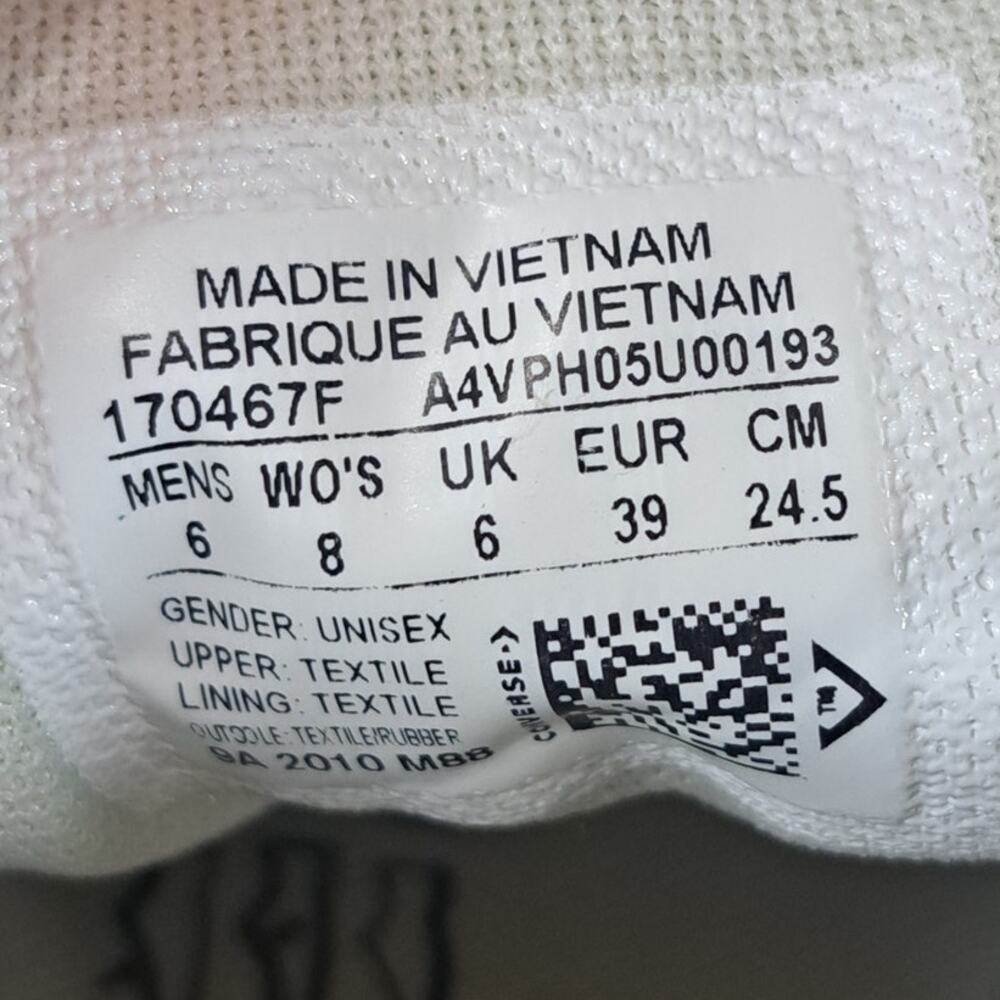 MADE IN VIETNAM
FABRIQUE AU VIETNAM
170467F A4VPH05U00193
MENS WO'S UK EUR CM
6 8 6 39 24.5
GENDER: UNISEX
UPPER: TEXTILE
LINING: TEXTILE
OUTSOLE: TEXTILE/RUBBER
9A 2010 M88
CONVERSE
TM